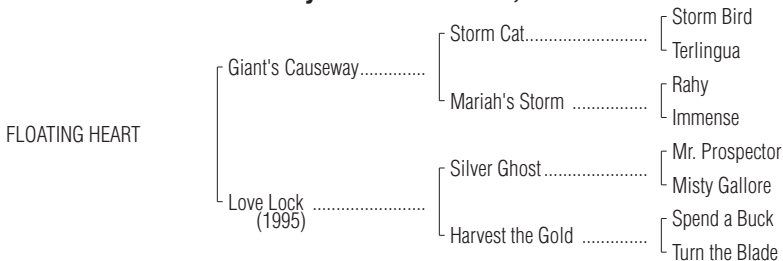 Storm Bird
Storm Cat..............................
Terlingua
Giant's Causeway..............
Rahy
Mariah's Storm ................
Immense
FLOATING HEART
Mr. Prospector
Silver Ghost......................
Misty Gallore
Love Lock ........................
(1995)
Spend a Buck
Harvest the Gold ..............
Turn the Blade